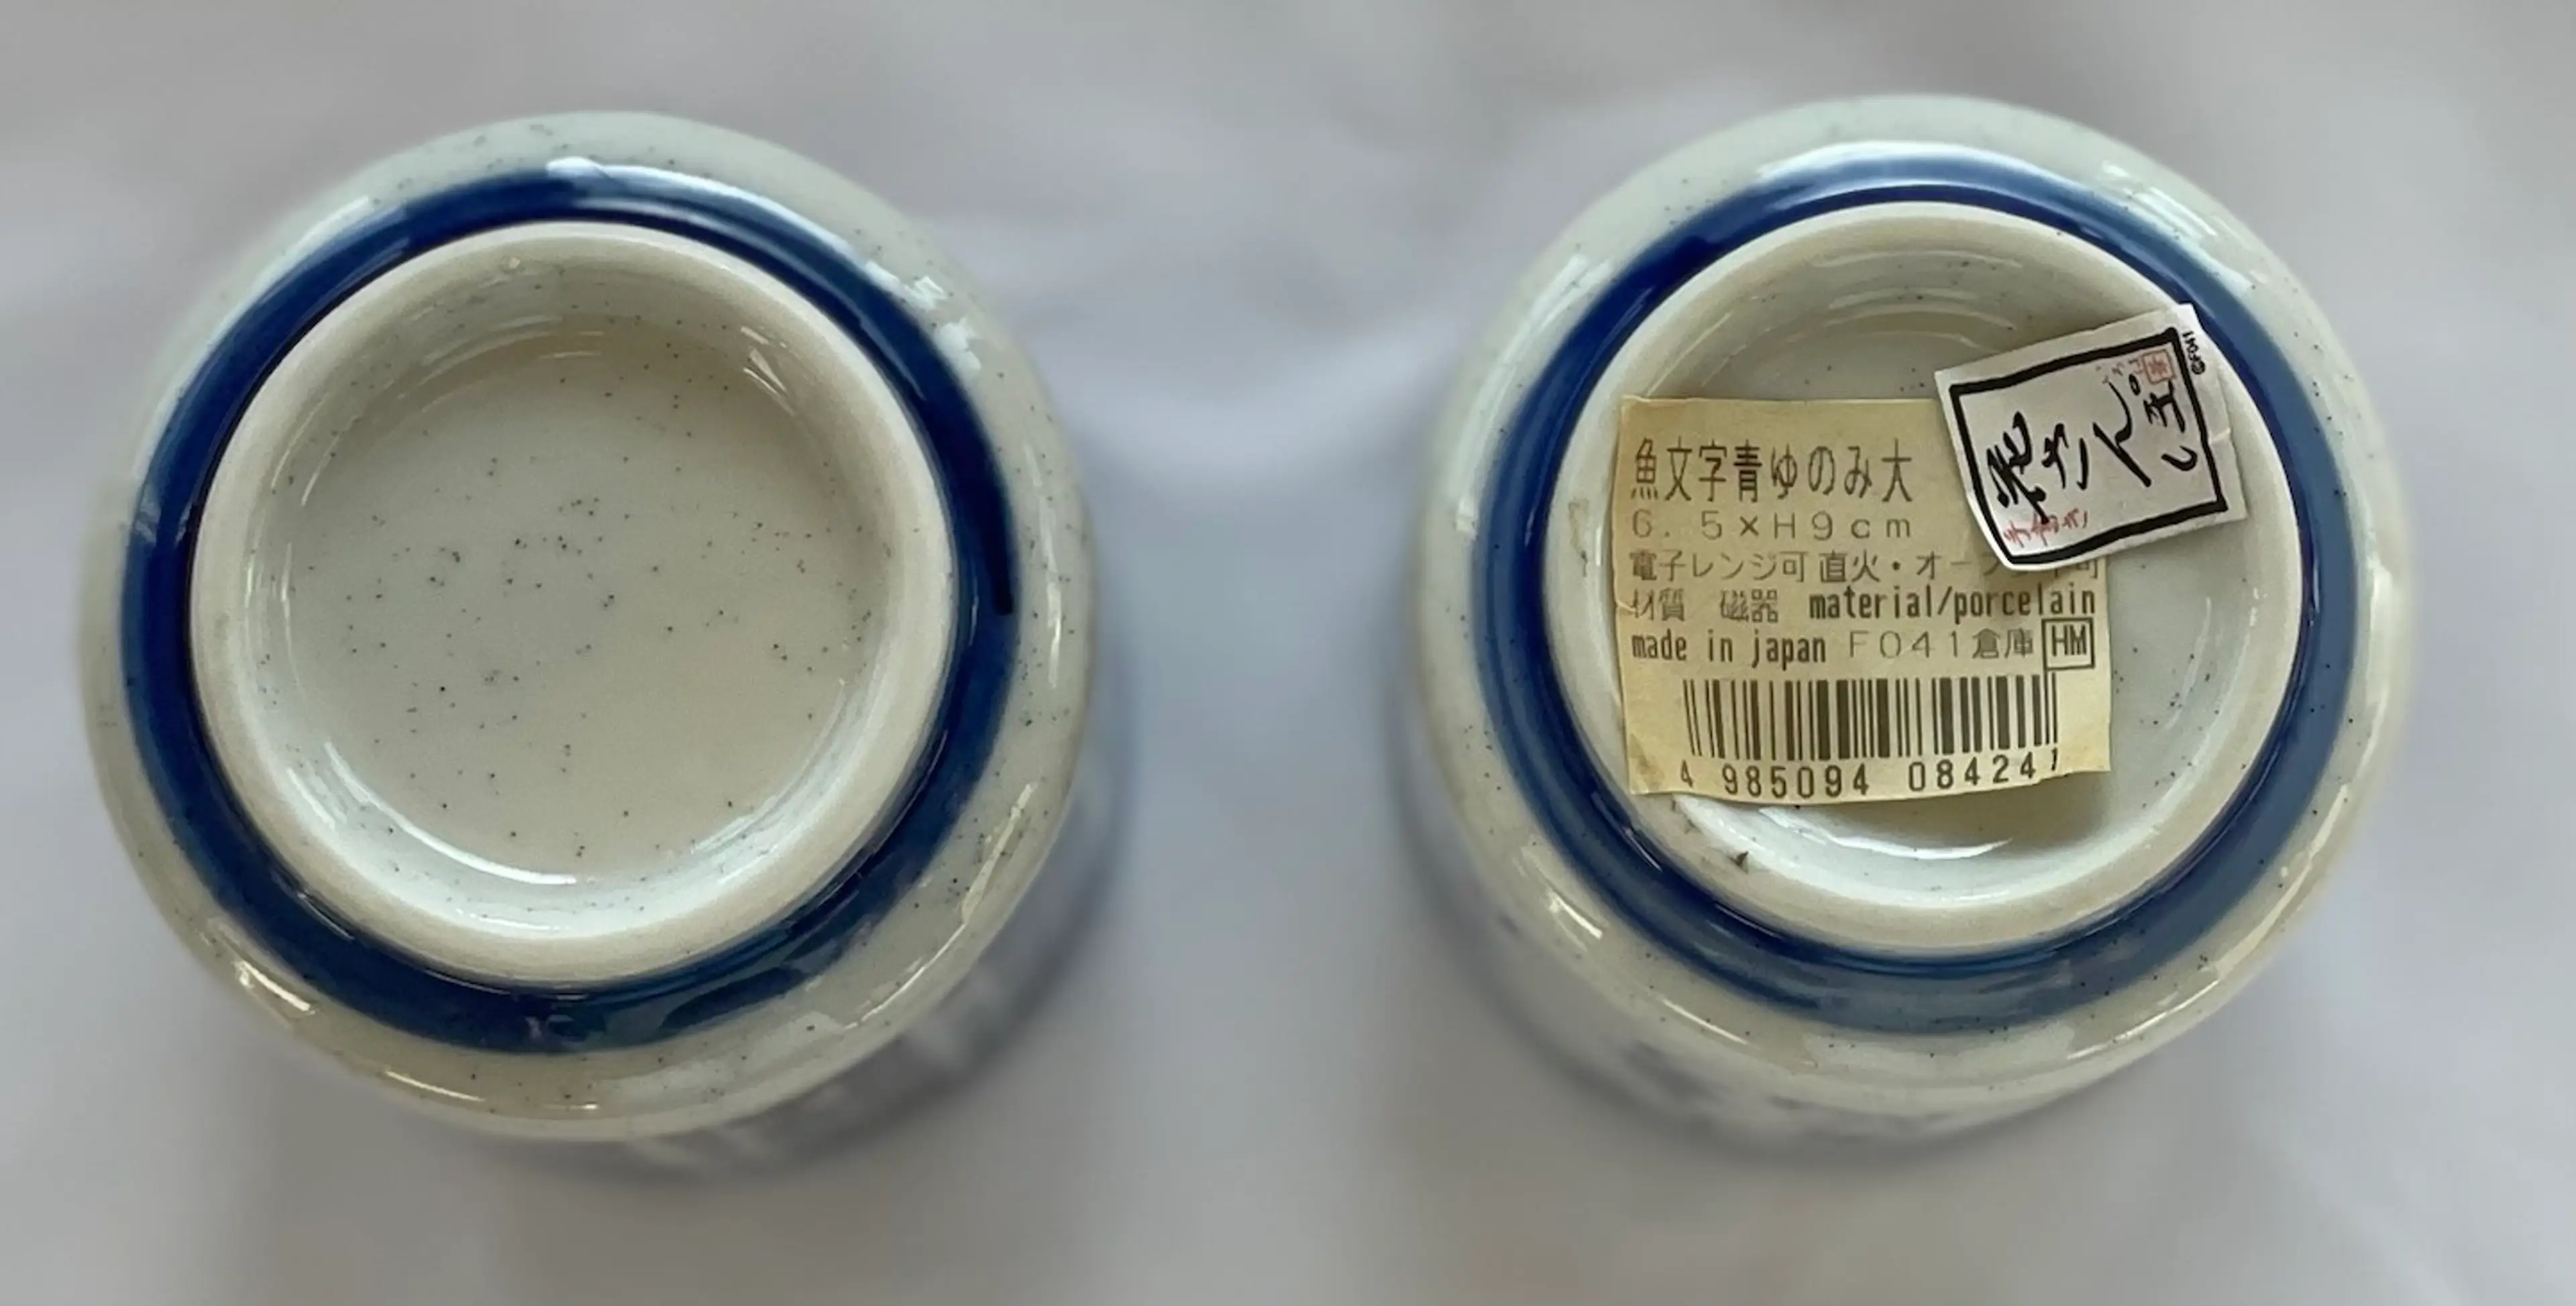 魚文字青ゆのみ大
6.5×H9cm
電子レンジ可 直火・オー
材質 磁器 material/porcelain
made in japan F041倉庫 HM
4 985094 084241